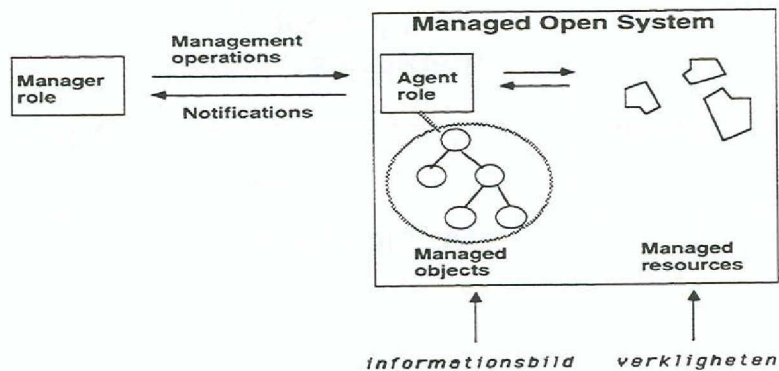 Managed Open System
Management
operations
Manager
role
Agent
role
Notifications
Managed
objects
Managed
resources
informationsbild
verkligheten